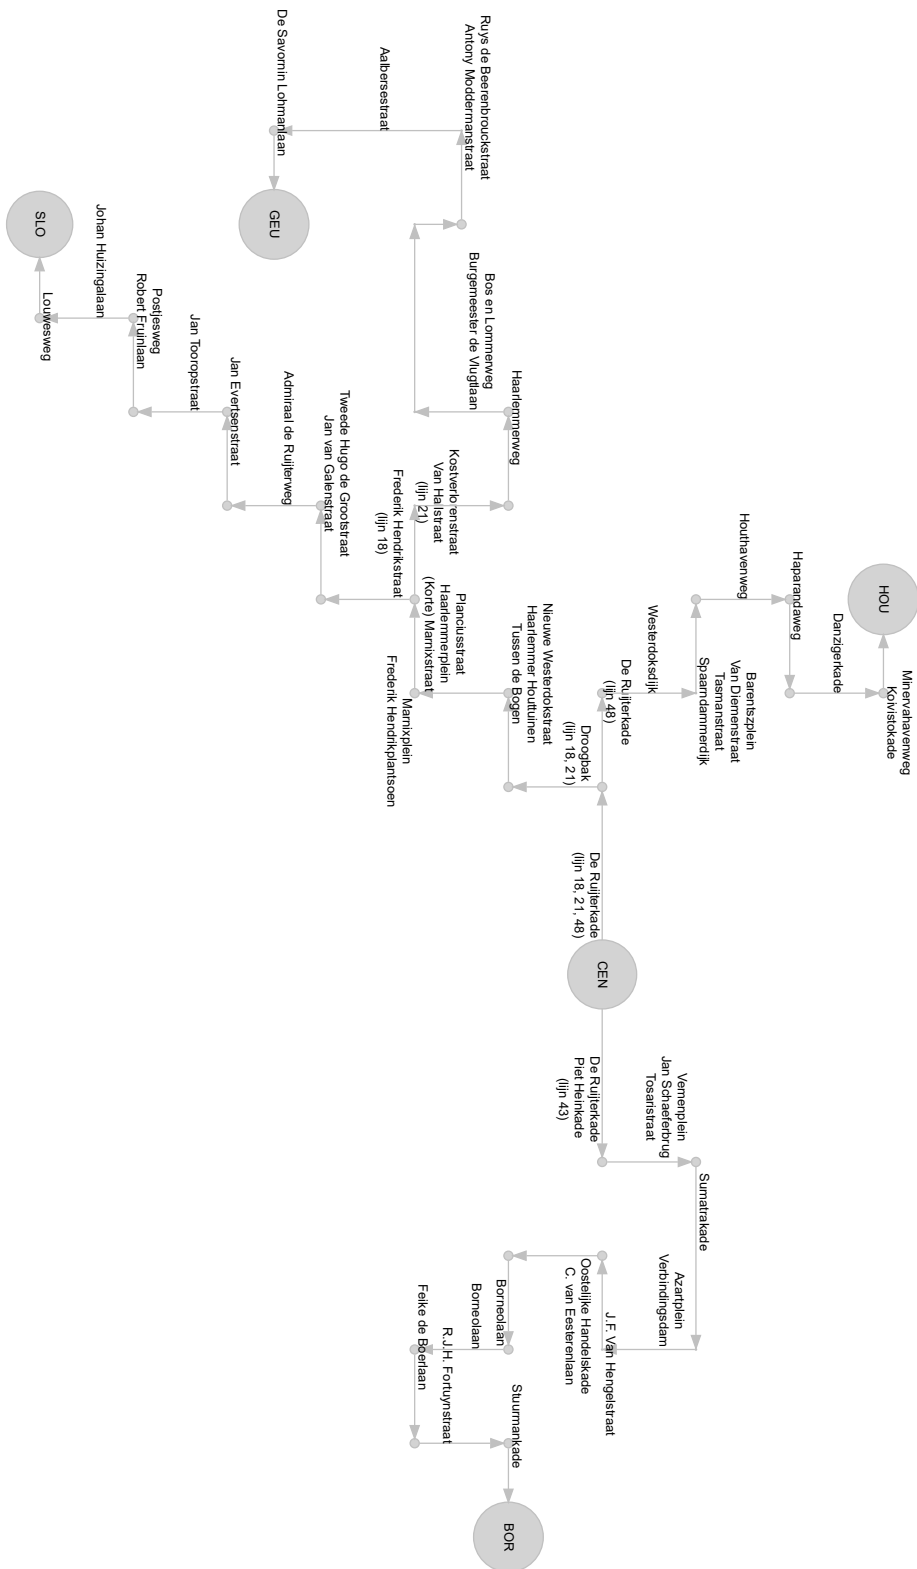 Ruys de Beerenbrouckstraat
Antony Moddermanstraat
Aalbersestraat
De Savornin Lohmanlaan
GEU
SLO
Louwesweg
Johan Huizingalaan
Postjesweg
Robert Fruinlaan
Jan Tooropstraat
Jan Evertsenstraat
Admiraal de Ruijterweg
Tweede Hugo de Grootstraat
Jan van Galenstraat
Bos en Lommerweg
Burgemeester de Vlugtlaan
Haarlemmerweg
Kostverlorenstraat
Van Hallstraat
(lijn 21)
Frederik Hendrikstraat
(lijn 18)
Planciusstraat
Haarlemmerplein
(Korte) Marnixstraat
Marnixplein
Frederik Hendrikplantsoen
Nieuwe Westerdokstraat
Haarlemmer Houttuinen
Tussen de Bogen
Droogbak
(lijn 18, 21)
De Ruijterkade
(lijn 48)
Westerdoksdijk
Barentszplein
Van Diemenstraat
Tasmanstraat
Spaarndammerdijk
Houthavenweg
Haparandaweg
Danzigerkade
HOU
Minervahavenweg
Koivistokade
De Ruijterkade
(lijn 18, 21, 48)
CEN
De Ruijterkade
Piet Heinkade
(lijn 43)
Vemenplein
Jan Schaeferbrug
Tosaristraat
Sumatrakade
Azartplein
Verbindingsdam
J.F. Van Hengelstraat
Oostelijke Handelskade
C. van Eesterenlaan
Borneolaan
Borneolaan
R.J.H. Fortuynstraat
Feike de Boerlaan
Stuurmankade
BOR